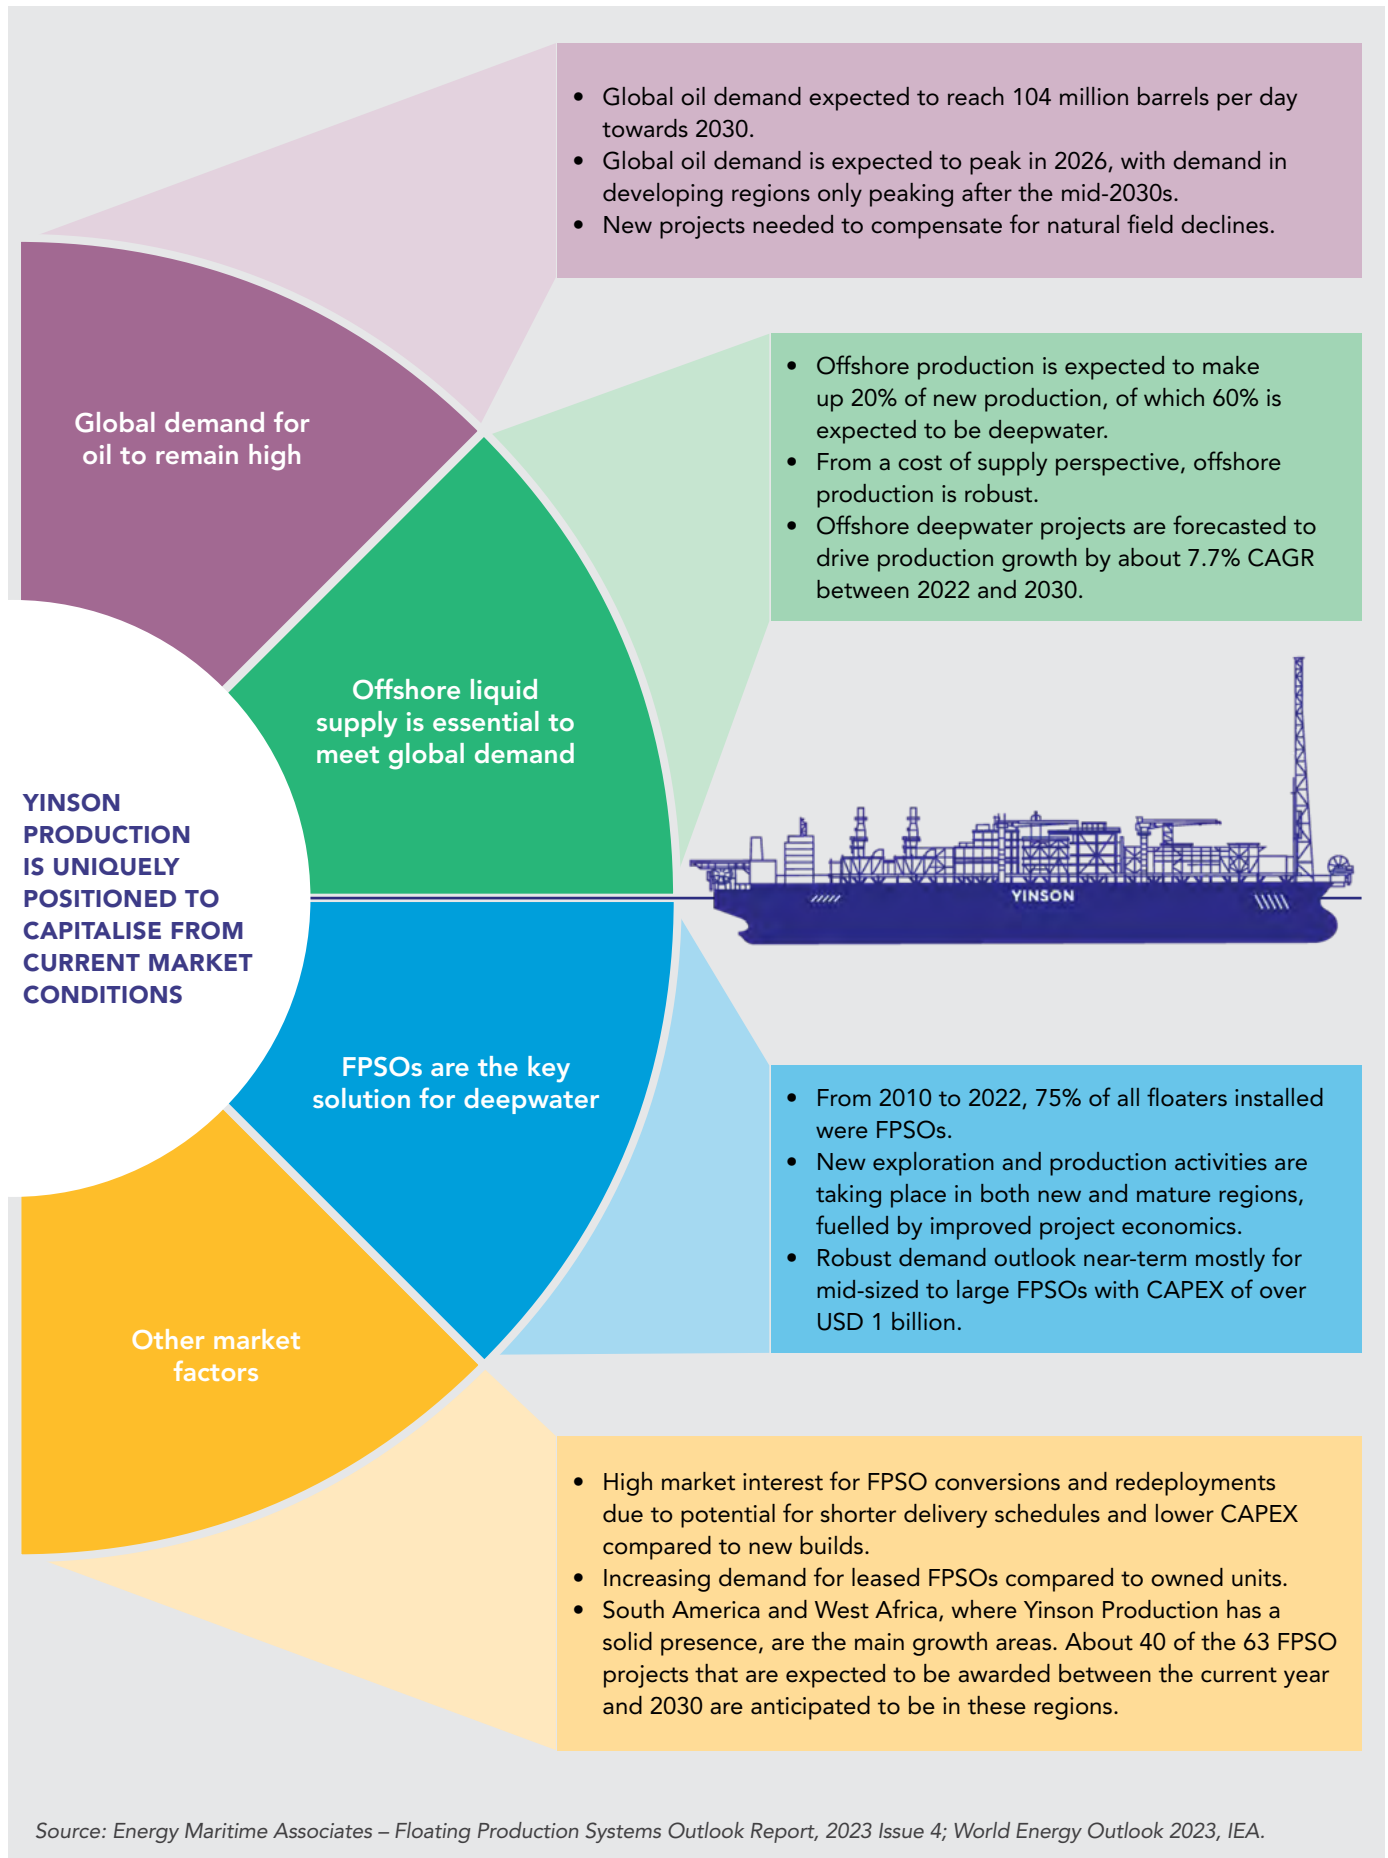 • Global oil demand expected to reach 104 million barrels per day
towards 2030.
• Global oil demand is expected to peak in 2026, with demand in
developing regions only peaking after the mid-2030s.
• New projects needed to compensate for natural field declines.
Global demand for
oil to remain high
• Offshore production is expected to make
up 20% of new production, of which 60% is
expected to be deepwater.
• From a cost of supply perspective, offshore
production is robust.
• Offshore deepwater projects are forecasted to
drive production growth by about 7.7% CAGR
between 2022 and 2030.
Offshore liquid
supply is essential to
meet global demand
YINSON
PRODUCTION
IS UNIQUELY
POSITIONED TO
CAPITALISE FROM
CURRENT MARKET
CONDITIONS
YINSON
FPSOs are the key
solution for deepwater
• From 2010 to 2022, 75% of all floaters installed
were FPSOs.
• New exploration and production activities are
taking place in both new and mature regions,
fuelled by improved project economics.
• Robust demand outlook near-term mostly for
mid-sized to large FPSOs with CAPEX of over
USD 1 billion.
Other market
factors
• High market interest for FPSO conversions and redeployments
due to potential for shorter delivery schedules and lower CAPEX
compared to new builds.
• Increasing demand for leased FPSOs compared to owned units.
• South America and West Africa, where Yinson Production has a
solid presence, are the main growth areas. About 40 of the 63 FPSO
projects that are expected to be awarded between the current year
and 2030 are anticipated to be in these regions.
Source: Energy Maritime Associates – Floating Production Systems Outlook Report, 2023 Issue 4; World Energy Outlook 2023, IEA.